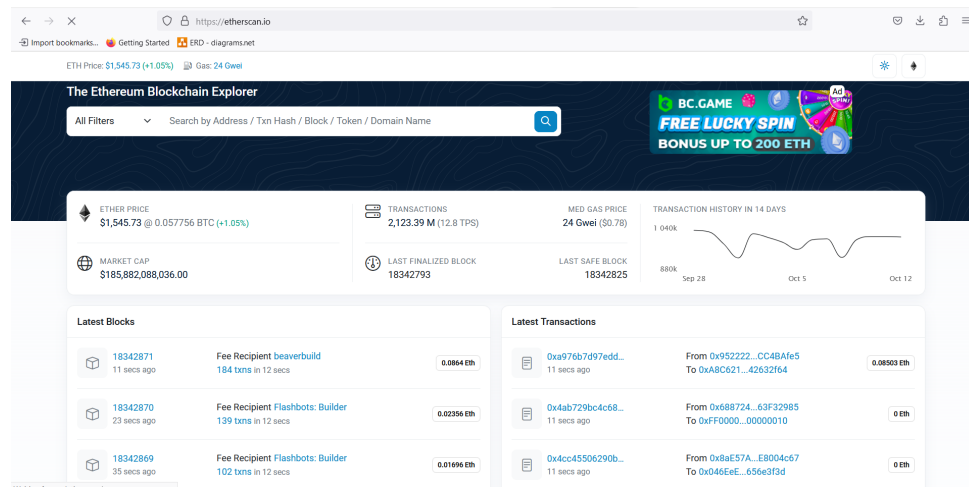 https://etherscan.io
Import bookmarks... Getting Started ERD - diagrams.net
ETH Price: $1,545.73 (+1.05%) Gas: 24 Gwei
The Ethereum Blockchain Explorer
All Filters Search by Address / Txn Hash / Block / Token / Domain Name
Ad
BC.GAME
FREE LUCKY SPIN
BONUS UP TO 200 ETH
SPIN!
ETHER PRICE
$1,545.73 @ 0.057756 BTC (+1.05%)
MARKET CAP
$185,882,088,036.00
TRANSACTIONS
2,123.39 M (12.8 TPS)
MED GAS PRICE
24 Gwei ($0.78)
LAST FINALIZED BLOCK
18342793
LAST SAFE BLOCK
18342825
TRANSACTION HISTORY IN 14 DAYS
1 040k
880k
Sep 28 Oct 5 Oct 12
Latest Blocks
18342871 Fee Recipient beaverbuild
11 secs ago 184 txns in 12 secs
0.0864 Eth
18342870 Fee Recipient Flashbots: Builder
23 secs ago 139 txns in 12 secs
0.02356 Eth
18342869 Fee Recipient Flashbots: Builder
35 secs ago 102 txns in 12 secs
0.01696 Eth
Latest Transactions
0xa976b7d97edd... From 0x952222...CC4BAfe5
11 secs ago To 0xA8C621...42632f64
0.08503 Eth
0x4ab729bc4c68... From 0x688724...63F32985
11 secs ago To 0xFF0000...00000010
0 Eth
0x4cc45506290b... From 0x8aE57A...E8004c67
11 secs ago To 0x046EeE...656e3f3d
0 Eth